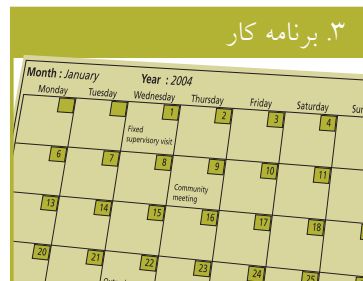 ۳. برنامه کار
Month : January Year : 2004
Monday Tuesday Wednesday Thursday Friday Saturday
1 2 3 4
Fixed
supervisory visit
6 7 8 9 10 11
Community
meeting
13 14 15 16 17 18
20 21 22 23 24 25